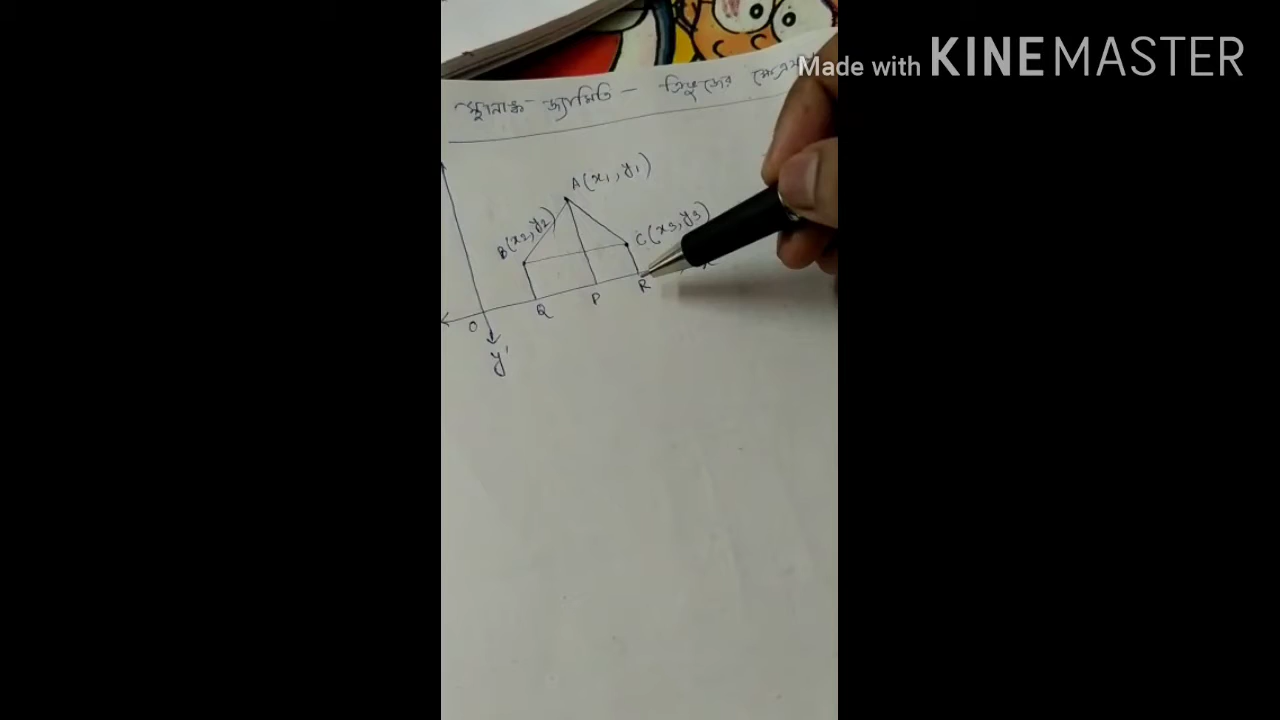 Made with KINEMASTER
স্থানাঙ্ক জ্যামিতি – ত্রিভুজের
A(x1, y1)
B(x2, y2)
C(x3, y3)
Q P R x
O
y'